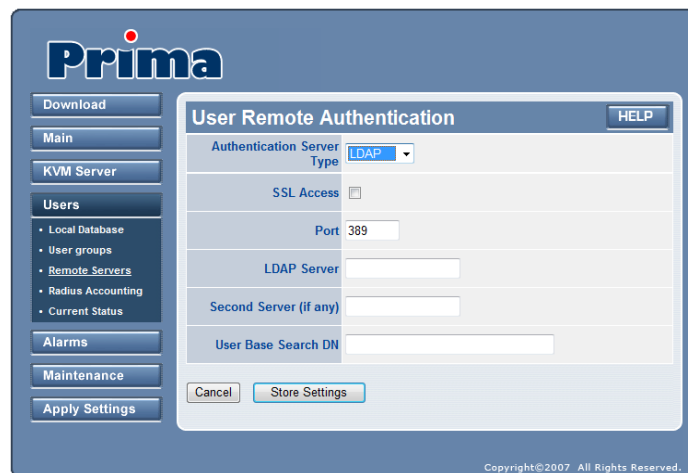 Prima
Download
Main
KVM Server
Users
• Local Database
• User groups
• Remote Servers
• Radius Accounting
• Current Status
Alarms
Maintenance
Apply Settings
User Remote Authentication
HELP
Authentication Server
Type
LDAP
SSL Access
Port
389
LDAP Server
Second Server (if any)
User Base Search DN
Cancel
Store Settings
Copyright©2007 All Rights Reserved.